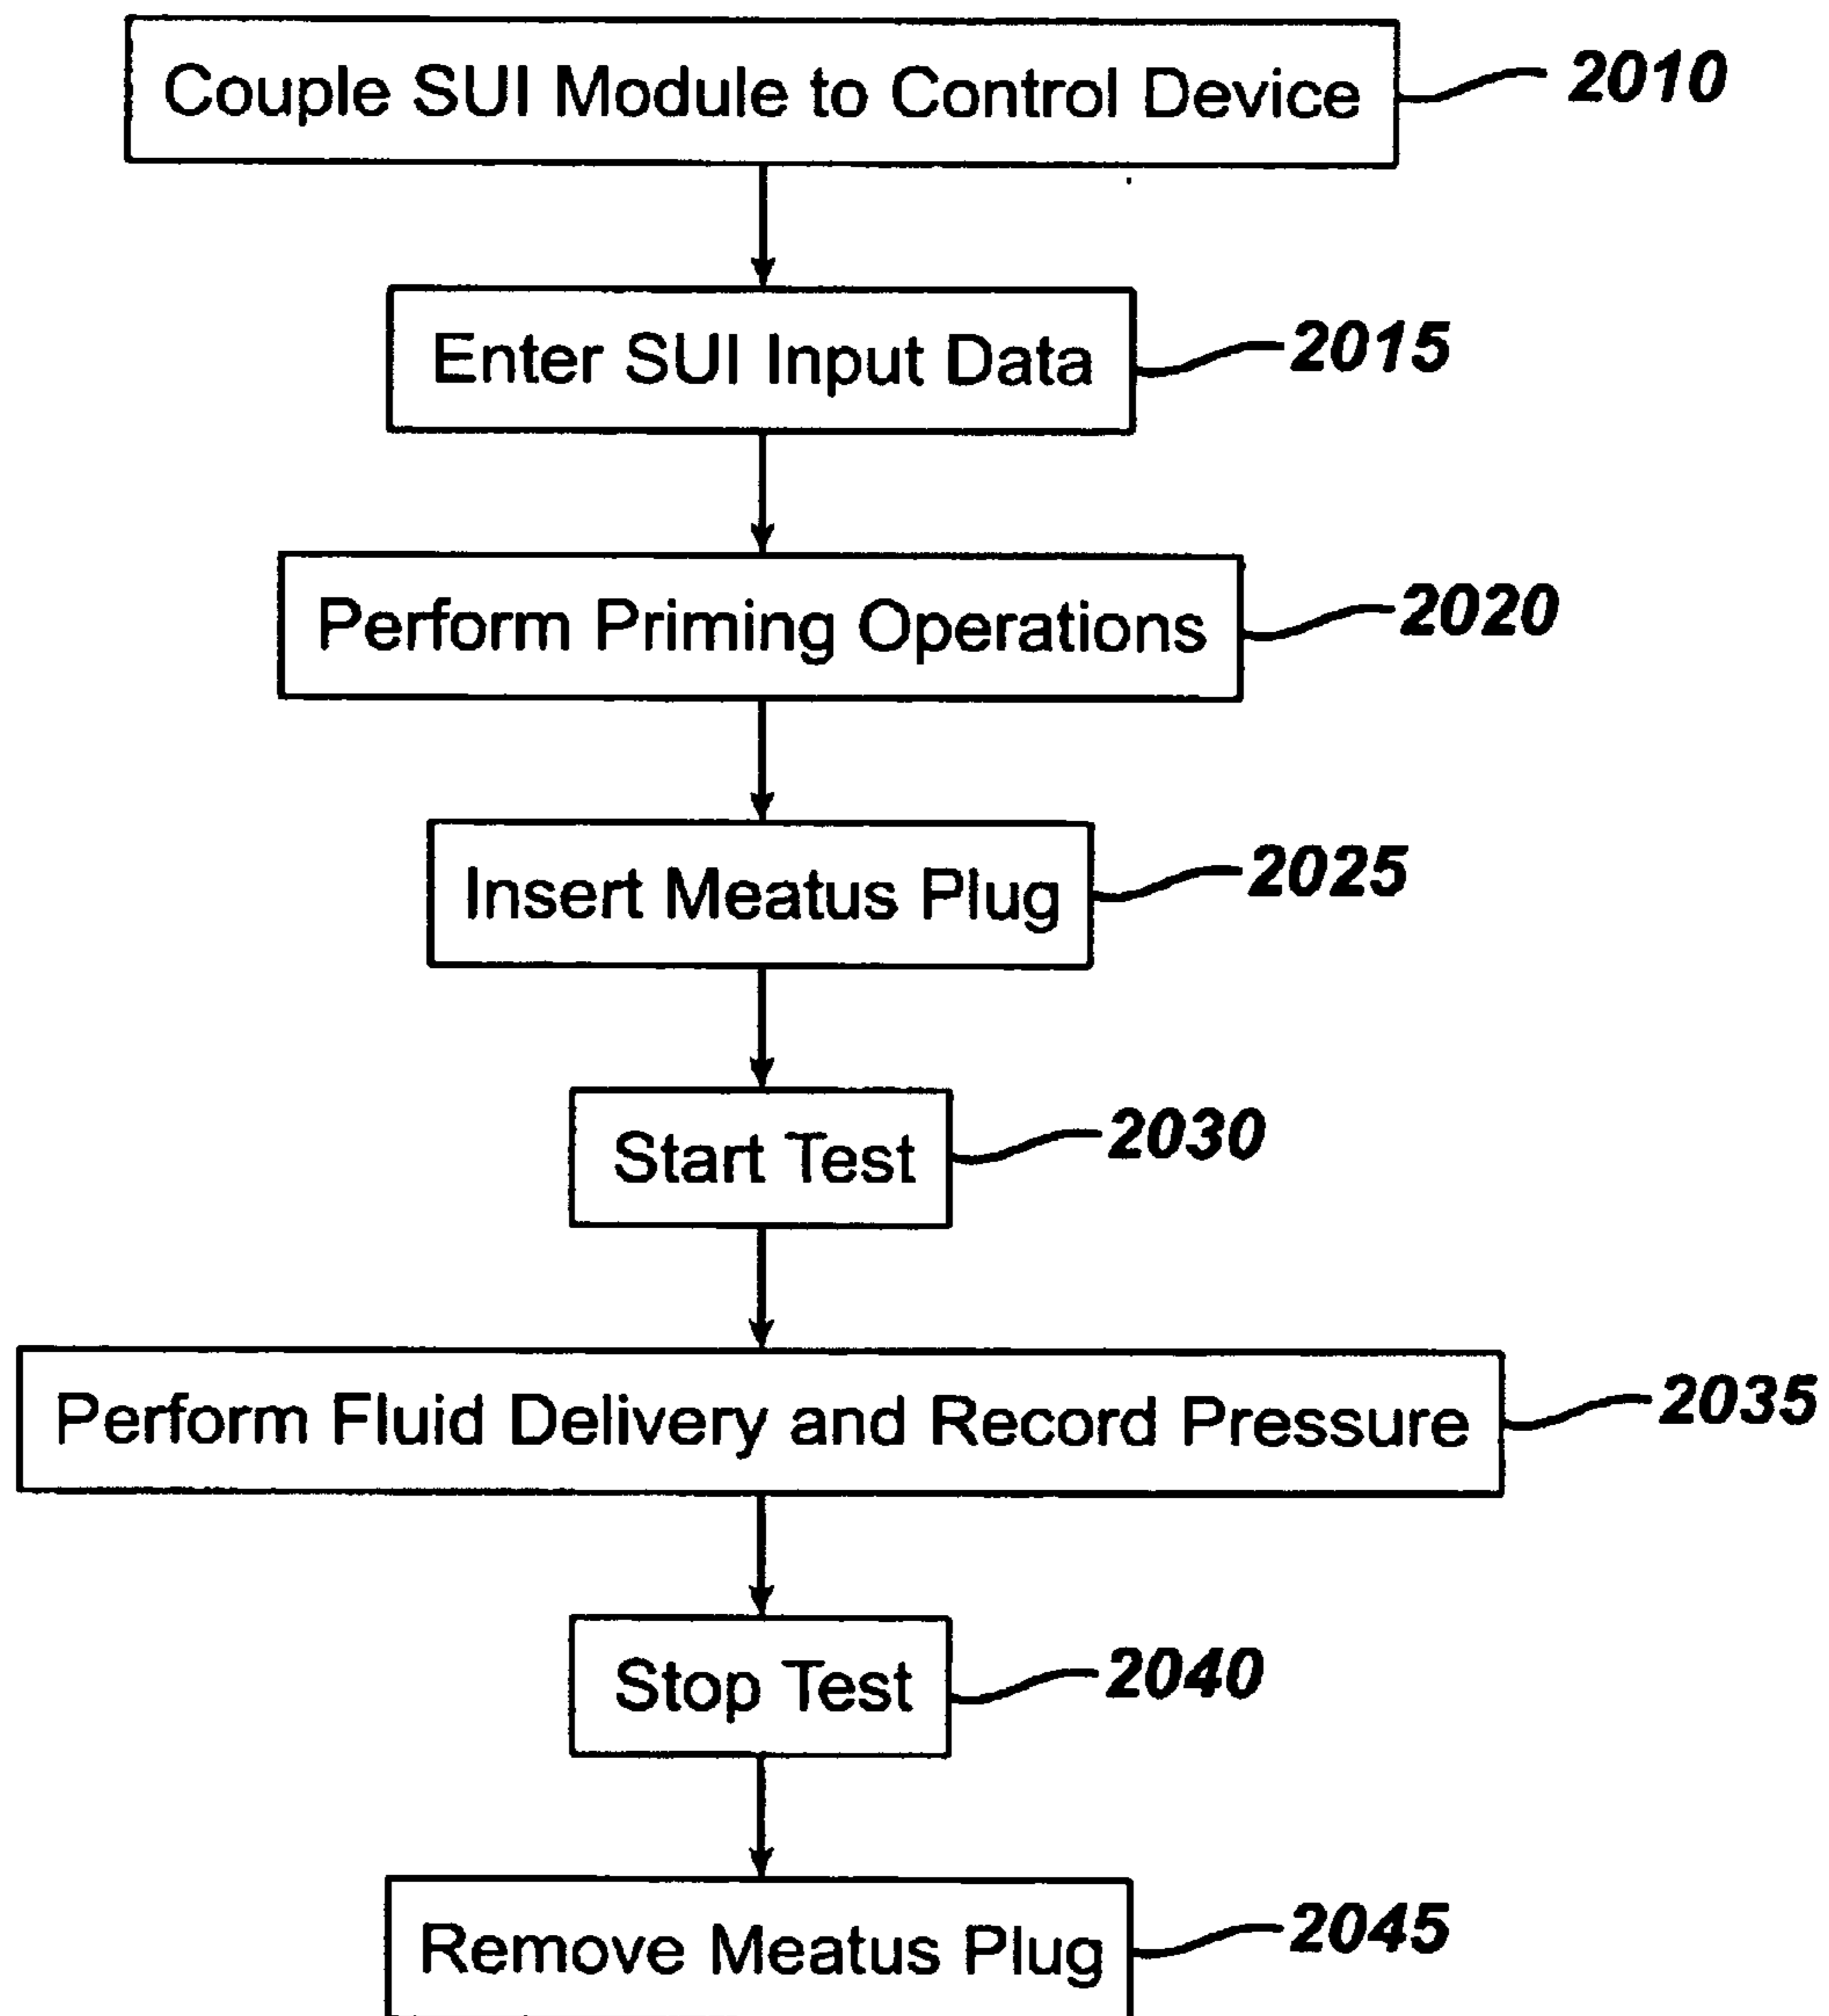 Couple SUI Module to Control Device 2010
Enter SUI Input Data 2015
Perform Priming Operations 2020
Insert Meatus Plug 2025
Start Test 2030
Perform Fluid Delivery and Record Pressure 2035
Stop Test 2040
Remove Meatus Plug 2045